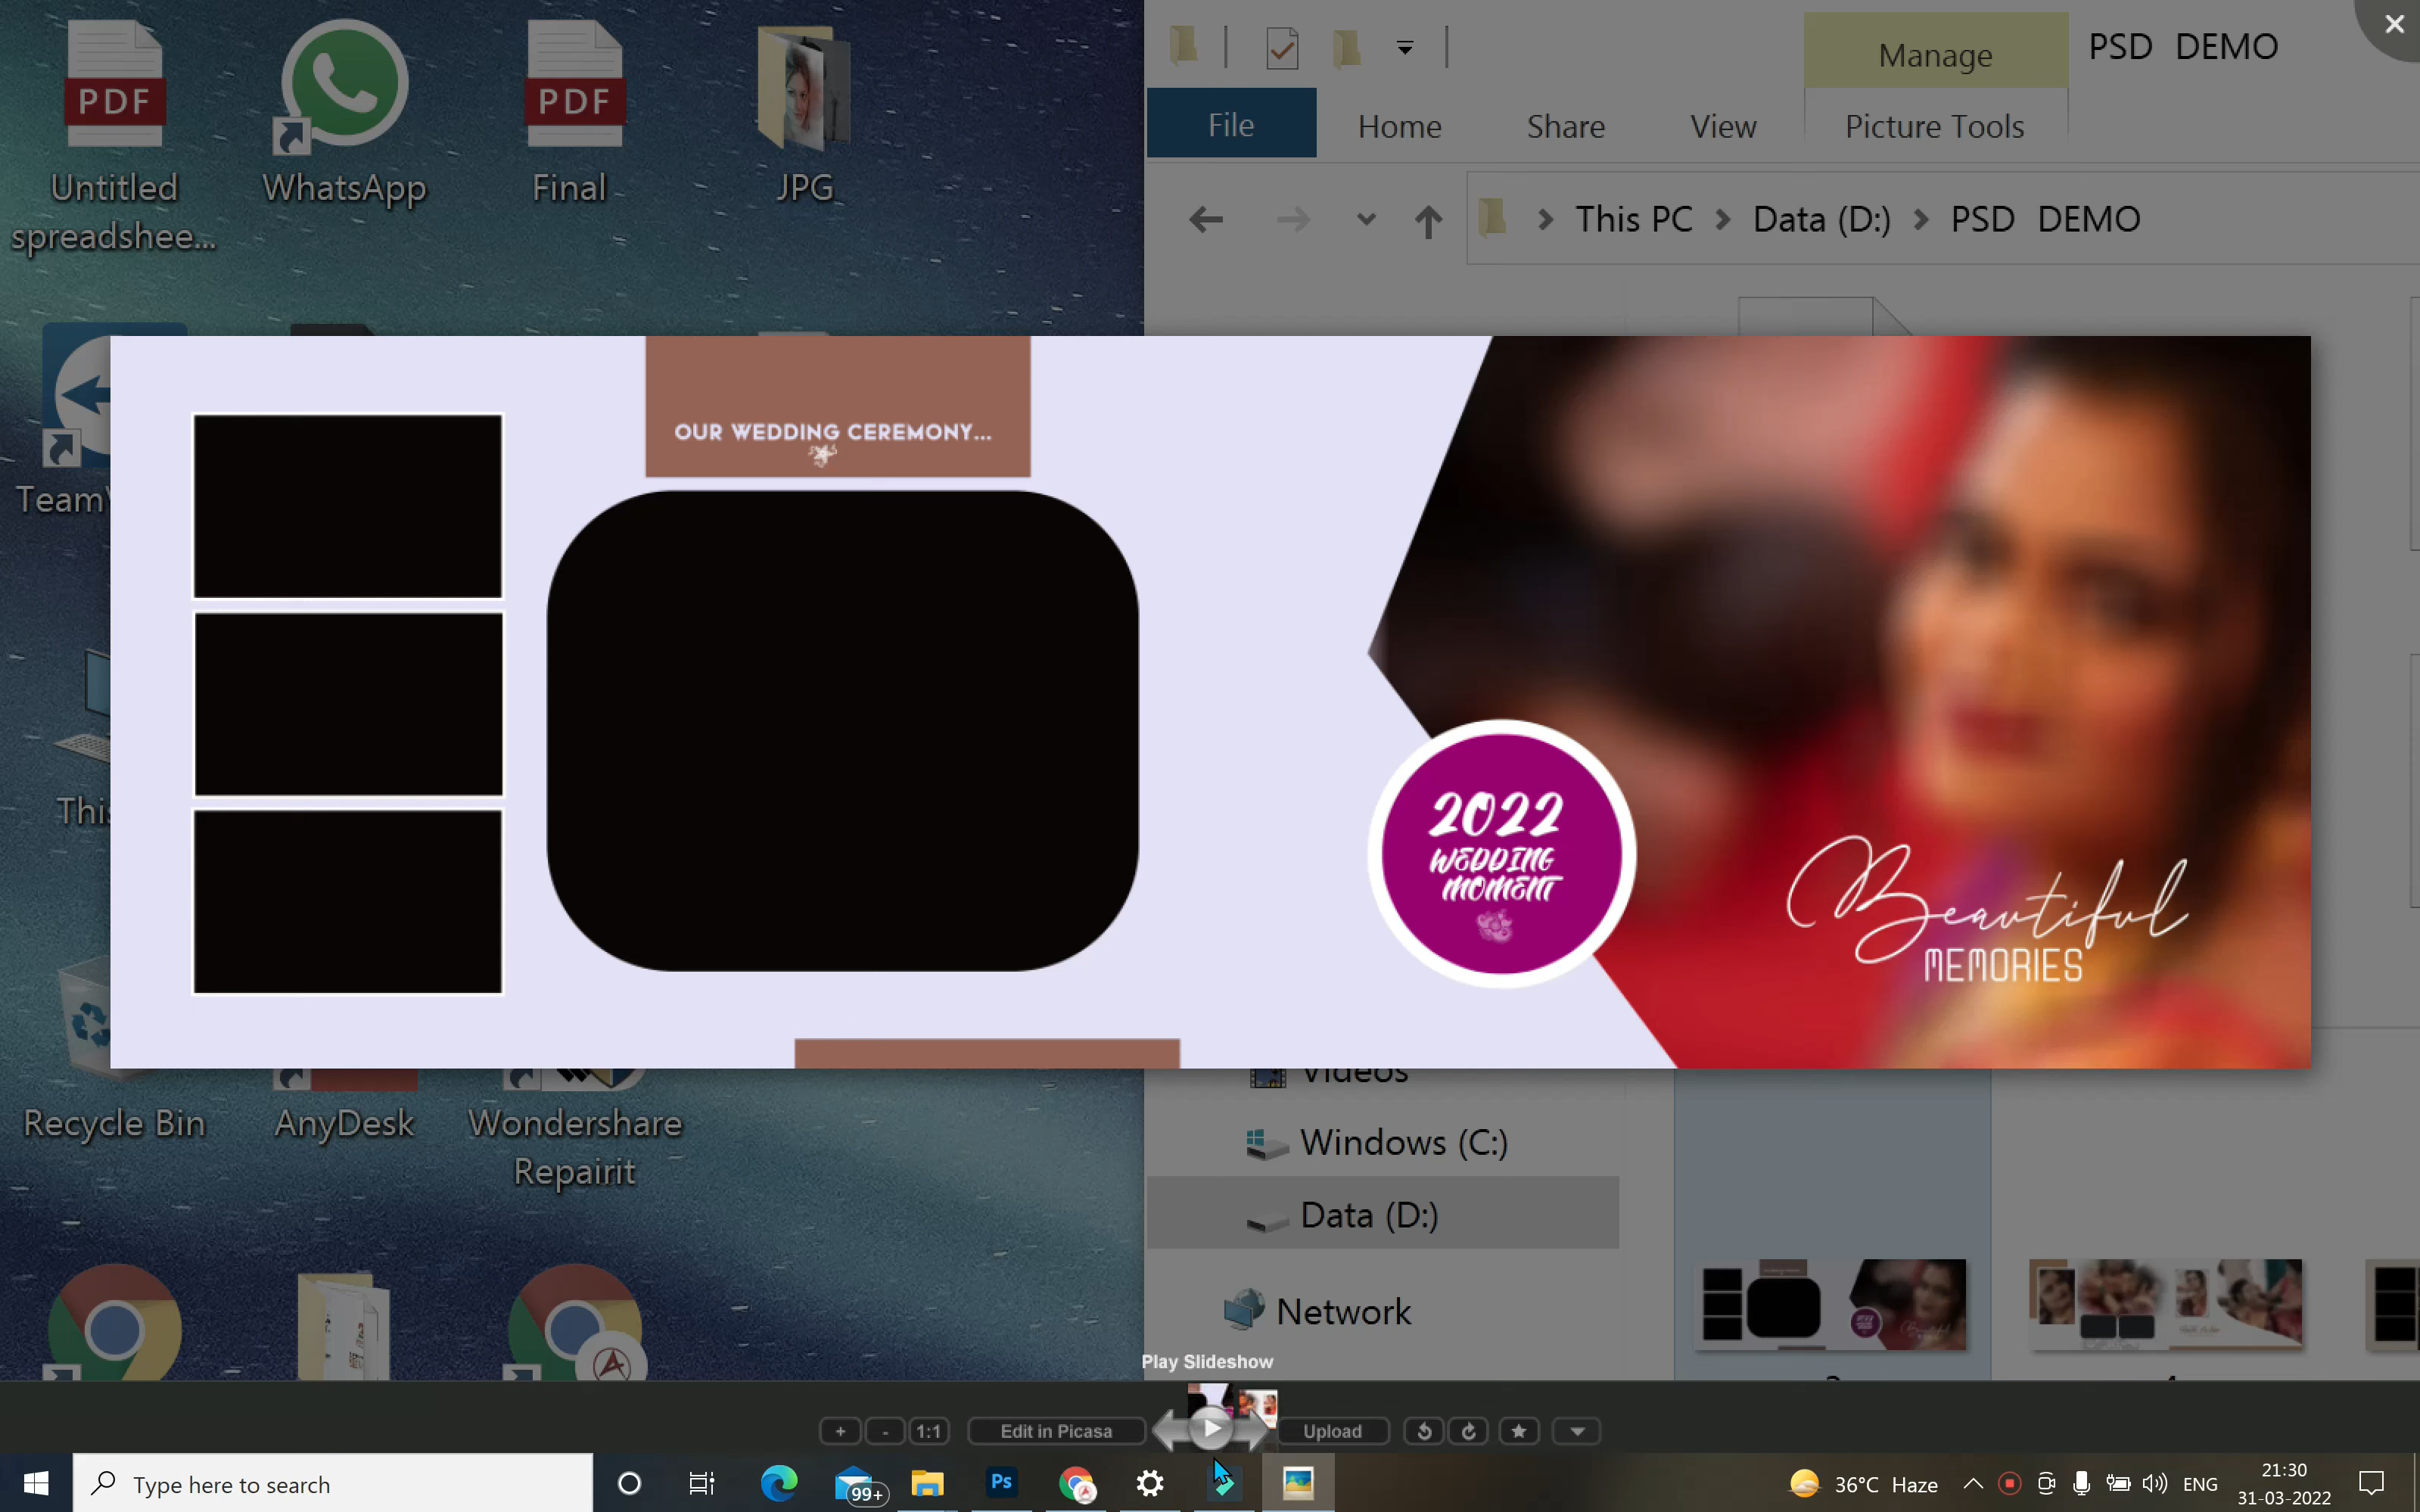 PDF
PDF
Untitled
spreadshee...
WhatsApp
Final
JPG
Manage
PSD DEMO
File
Home
Share
View
Picture Tools
This PC
Data (D:)
PSD DEMO
OUR WEDDING CEREMONY...
2022
WEDDING
MOMENT
Beautiful
MEMORIES
Videos
Recycle Bin
AnyDesk
Wondershare
Repairit
Windows (C:)
Data (D:)
Network
Play Slideshow
+
-
1:1
Edit in Picasa
Upload
Type here to search
99+
Ps
36°C Haze
ENG
21:30
31-03-2022